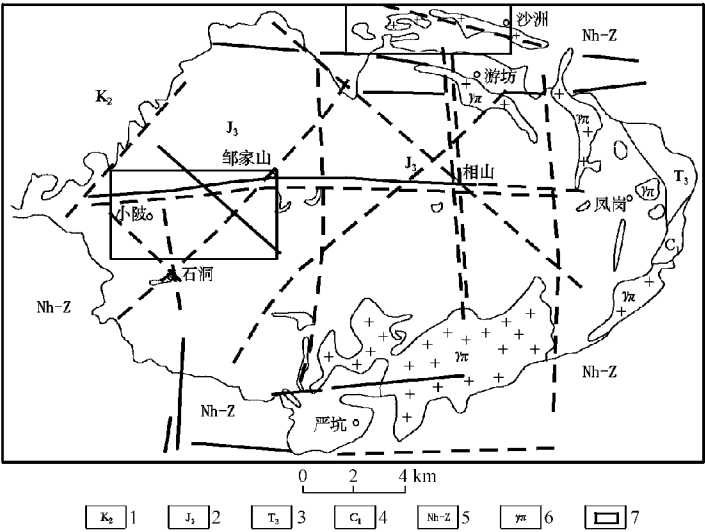 沙洲
Nh-Z
游坊
K₂
γπ
J₃
γπ
邹家山
J₃
相山
T₃
γπ
小陂
凤岗
石洞
C₁
Nh-Z
γπ
γπ
Nh-Z
Nh-Z
严坑
0 2 4 km
K₂ 1 J₃ 2 T₃ 3 C₁ 4 Nh-Z 5 γπ 6 7